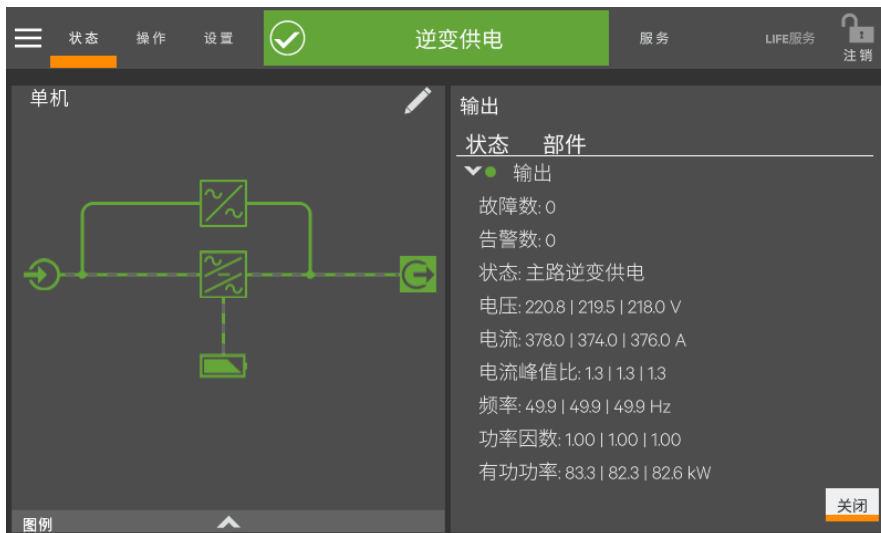 状态 操作 设置 逆变供电 服务 LIFE服务 注销
单机
输出
状态 部件
输出
故障数: 0
告警数: 0
状态: 主路逆变供电
电压: 220.8 | 219.5 | 218.0 V
电流: 378.0 | 374.0 | 376.0 A
电流峰值比: 1.3 | 1.3 | 1.3
频率: 49.9 | 49.9 | 49.9 Hz
功率因数: 1.00 | 1.00 | 1.00
有功功率: 83.3 | 82.3 | 82.6 kW
关闭
图例